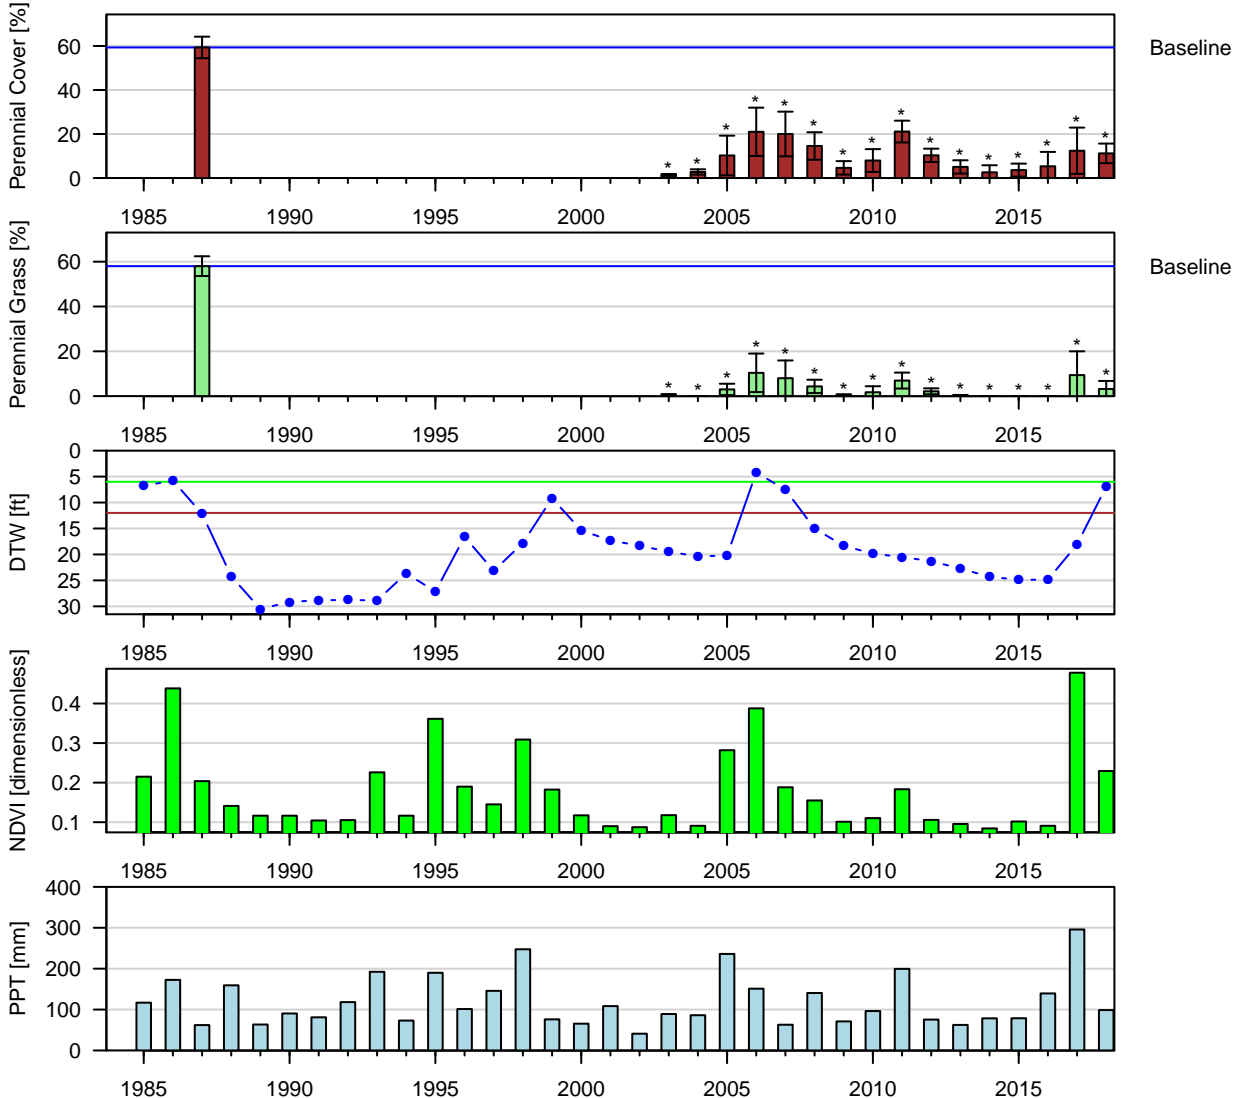 Perennial Cover [%]
60
40
20
0
* * * * * * * * * * * * * * * *
Baseline
1985 1990 1995 2000 2005 2010 2015
Perennial Grass [%]
60
40
20
0
* * * * * * * * * * * * * * * *
Baseline
1985 1990 1995 2000 2005 2010 2015
DTW [ft]
0
5
10
15
20
25
30
1985 1990 1995 2000 2005 2010 2015
NDVI [dimensionless]
0.4
0.3
0.2
0.1
1985 1990 1995 2000 2005 2010 2015
PPT [mm]
400
300
200
100
0
1985 1990 1995 2000 2005 2010 2015